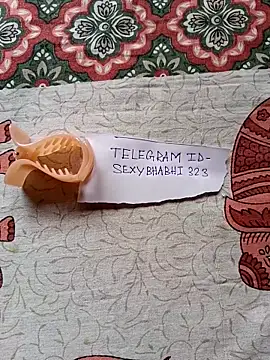 TELEGRAM ID-
SEXYBHABHI 323